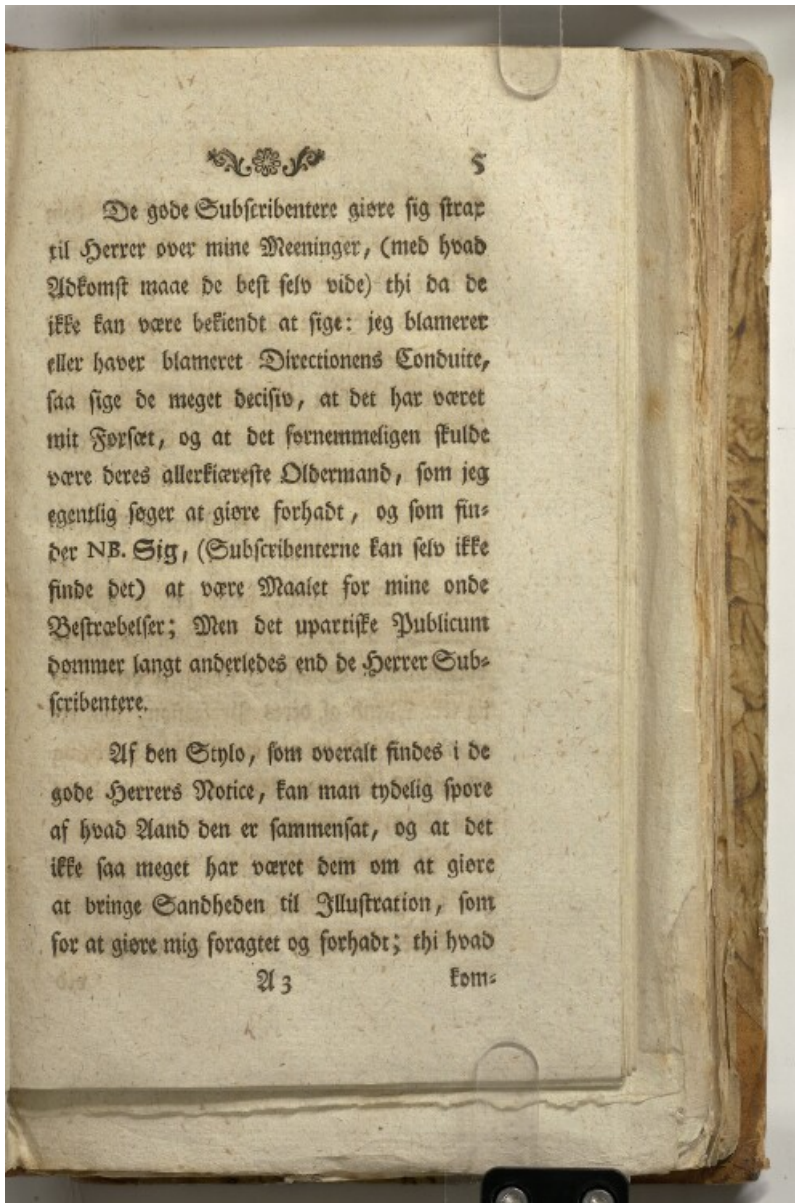 5
De gode Subscribentere giøre sig strax
til Herrer over mine Meeninger, (med hvad
Adkomst maae de best selv vide) thi da de
ikke kan være bekiendt at sige: jeg blamerer
eller haver blameret Directionens Conduite,
saa sige de meget decisiv, at det har været
mit Forsæt, og at det fornemmeligen skulde
være deres allerkiæreste Oldermand, som jeg
egentlig søger at giøre forhadt, og som fin⸗
der NB. Sig, (Subscribenterne kan selv ikke
finde det) at være Maalet for mine onde
Bestræbelser; Men det upartiske Publicum
dommer langt anderledes end de Herrer Sub⸗
scribentere.
Af den Stylo, som overalt findes i de
gode Herrers Notice, kan man tydelig spore
af hvad Aand den er sammensat, og at det
ikke saa meget har været dem om at giøre
at bringe Sandheden til Illustration, som
for at giøre mig foragtet og forhadt; thi hvad
A 3 kom⸗